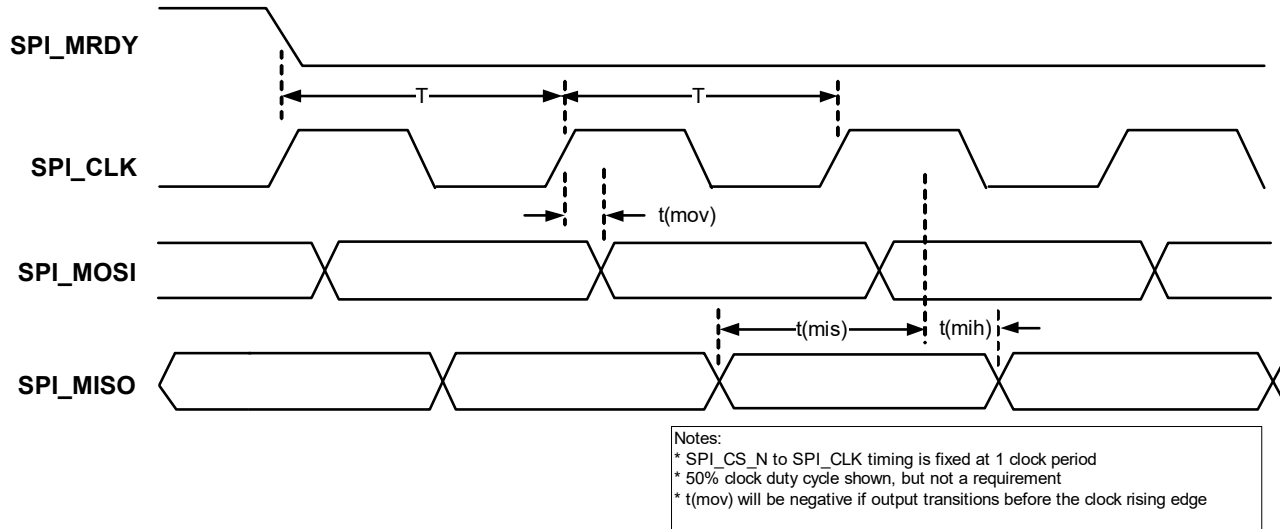 SPI_MRDY
T
T
SPI_CLK
t(mov)
SPI_MOSI
t(mis)
t(mih)
SPI_MISO
Notes:
* SPI_CS_N to SPI_CLK timing is fixed at 1 clock period
* 50% clock duty cycle shown, but not a requirement
* t(mov) will be negative if output transitions before the clock rising edge